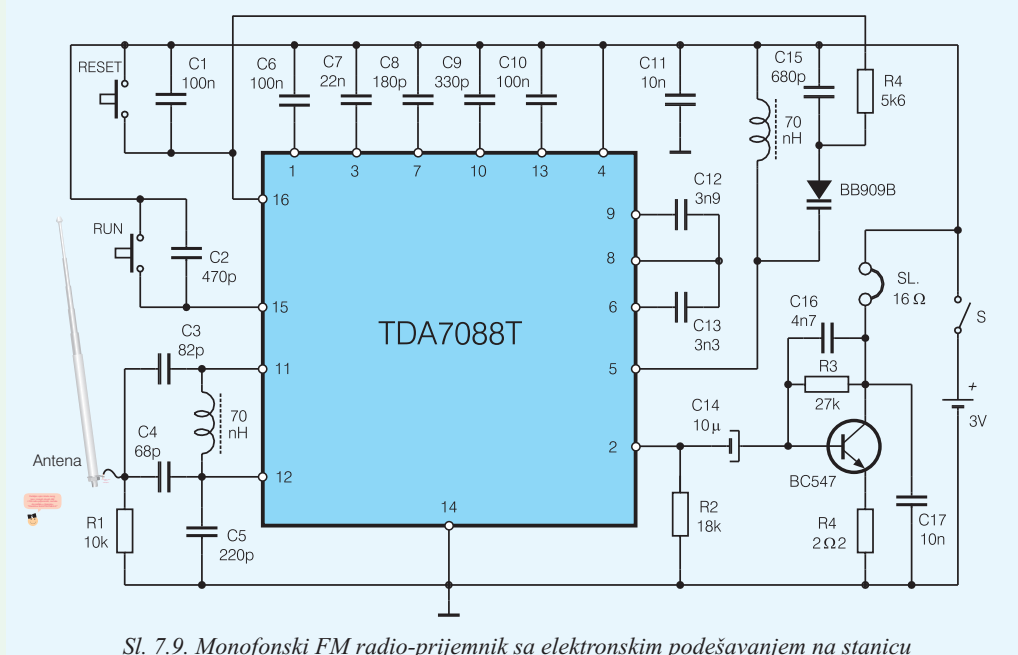 RESET
C1
100n
C6
100n
C7
22n
C8
180p
C9
330p
C10
100n
C11
10n
C15
680p
R4
5k6
70
nH
BB909B
1
3
7
10
13
4
16
9
C12
3n9
RUN
C2
470p
8
SL.
16 Ω
15
6
C13
3n3
C16
4n7
S
TDA7088T
C3
82p
11
5
R3
27k
+
3V
70
nH
C14
10μ
C4
68p
2
Antena
12
BC547
14
R1
10k
C5
220p
R2
18k
R4
2Ω2
C17
10n
Sl. 7.9. Monofonski FM radio-prijemnik sa elektronskim podešavanjem na stanicu